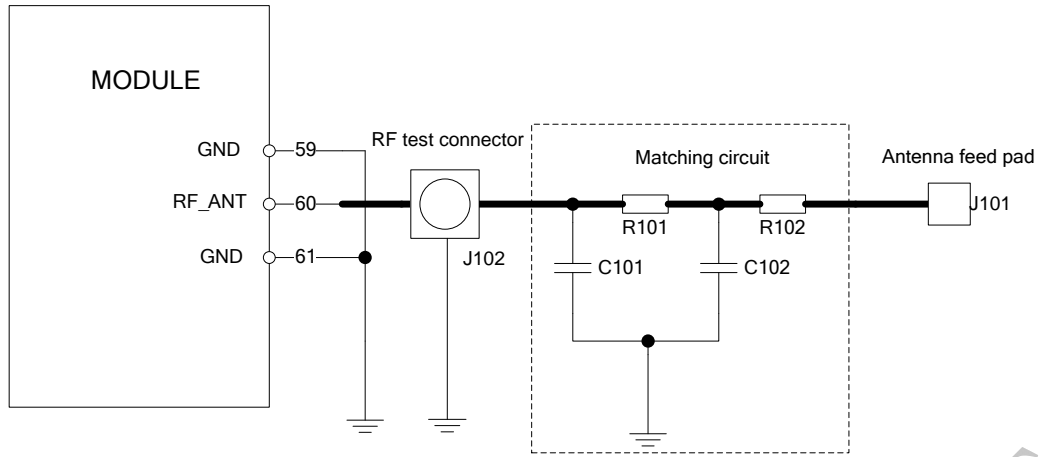 MODULE
GND
59
RF test connector
Matching circuit
Antenna feed pad
RF_ANT
60
J101
R101
R102
GND
61
J102
C101
C102